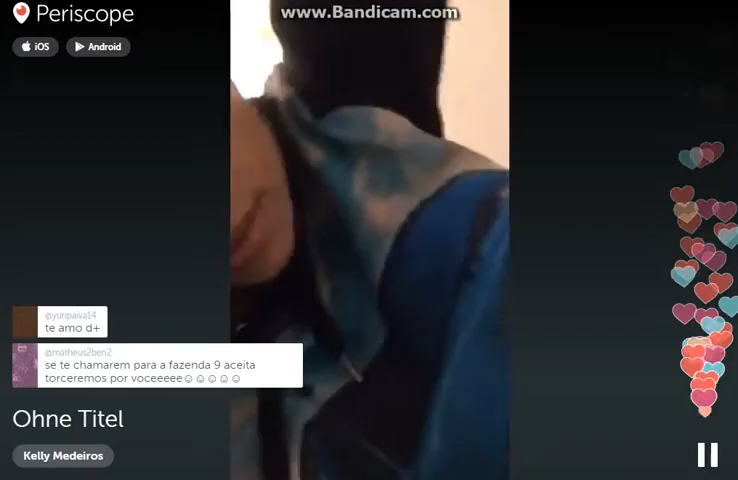 Periscope
www.Bandicam.com
iOS
Android
@yuripaiva14
te amo d+
@matheus2ben2
se te chamarem para a fazenda 9 aceita
torceremos por voceeeee☺☺☺☺☺
Ohne Titel
Kelly Medeiros